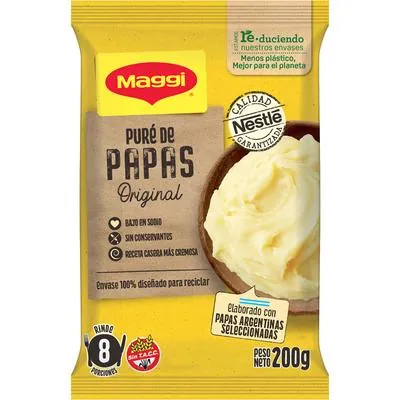 ESTAMOS
re-duciendo
nuestros envases
Menos plástico,
Mejor para el planeta
Maggi
CALIDAD
Nestlé
GARANTIZADA
PURÉ DE
PAPAS
Original
BAJO EN SODIO
SIN CONSERVANTES
RECETA CASERA MÁS CREMOSA
Envase 100% diseñado para reciclar
Elaborado con
PAPAS ARGENTINAS
SELECCIONADAS
RINDE
8
PORCIONES
Sin T.A.C.C.
PESO
NETO 200g